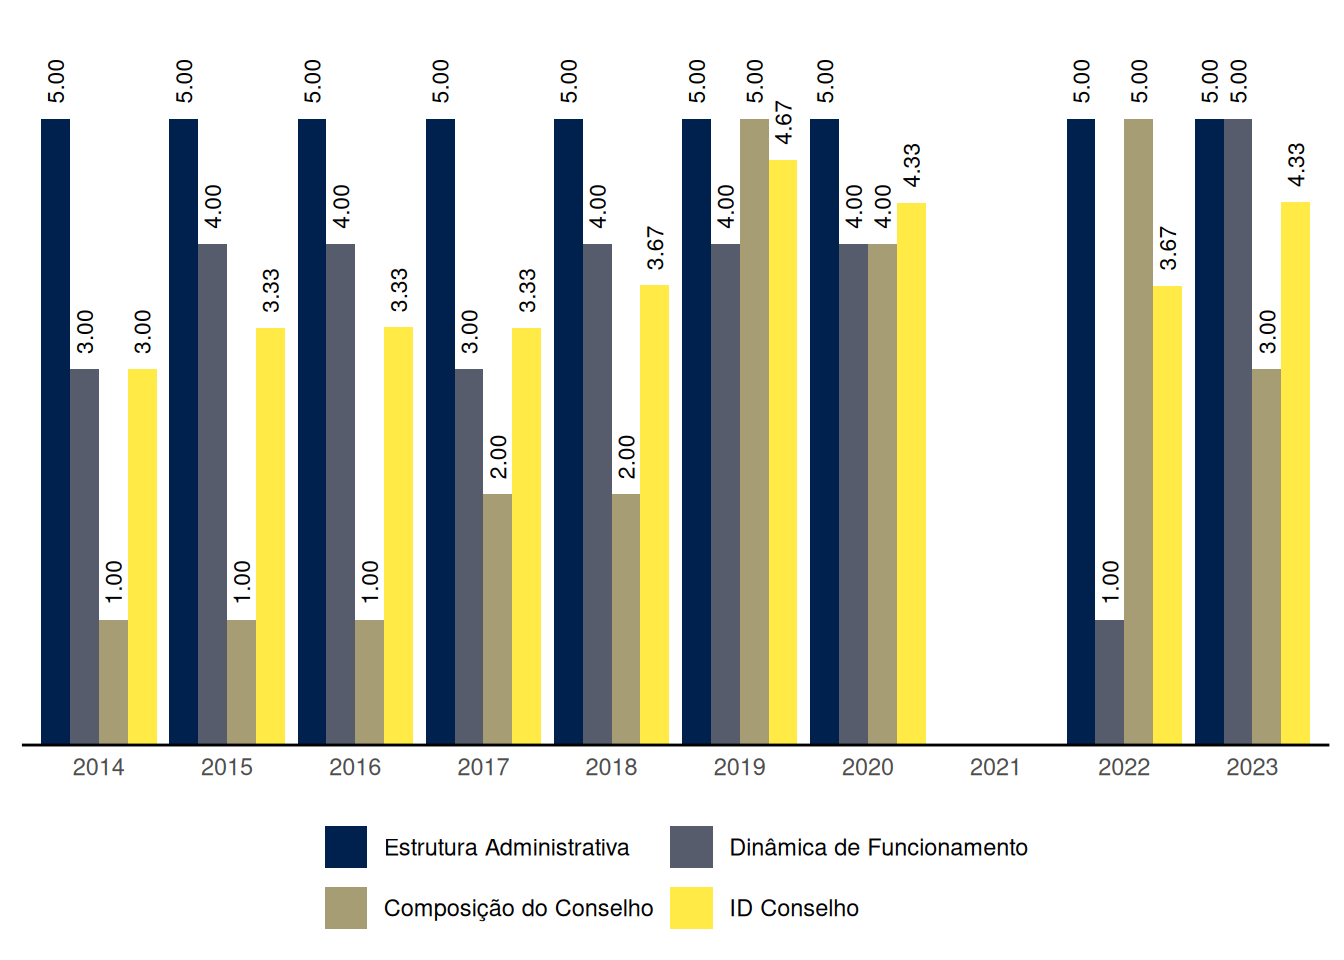 5.00 3.00 1.00 3.00
5.00 4.00 1.00 3.33
5.00 4.00 1.00 3.33
5.00 3.00 2.00 3.33
5.00 4.00 2.00 3.67
5.00 4.00 5.00 4.67
5.00 4.00 4.00 4.33
5.00 1.00 5.00 3.67
5.00 5.00 3.00 4.33
2014 2015 2016 2017 2018 2019 2020 2021 2022 2023
Estrutura Administrativa Dinâmica de Funcionamento
Composição do Conselho ID Conselho